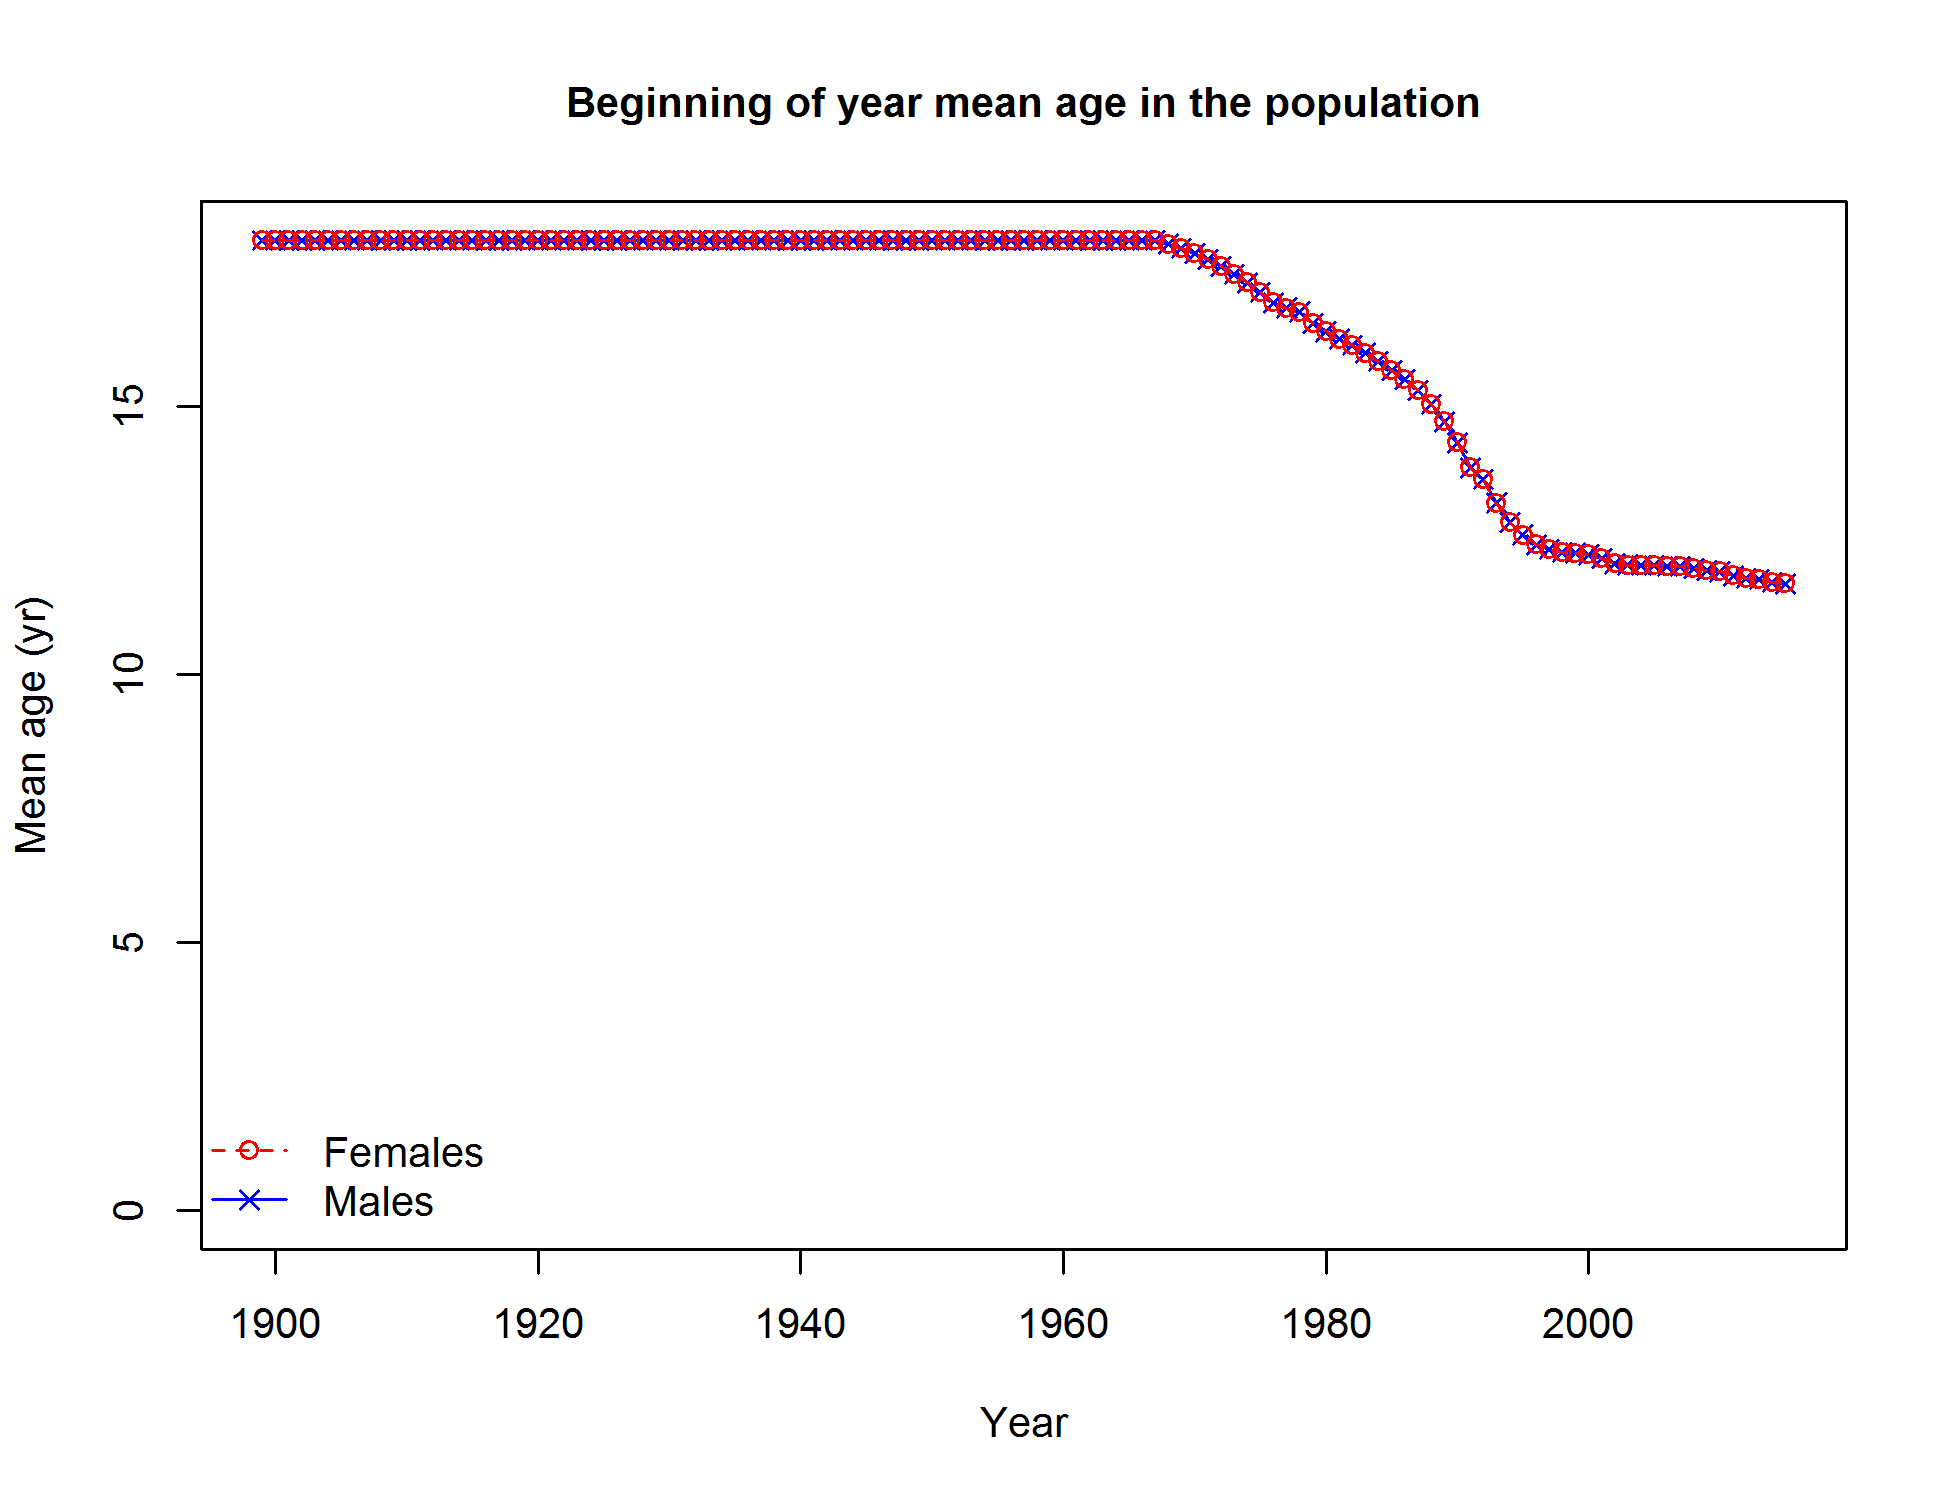 Beginning of year mean age in the population
Mean age (yr)
15
10
5
0
Females
Males
1900 1920 1940 1960 1980 2000
Year